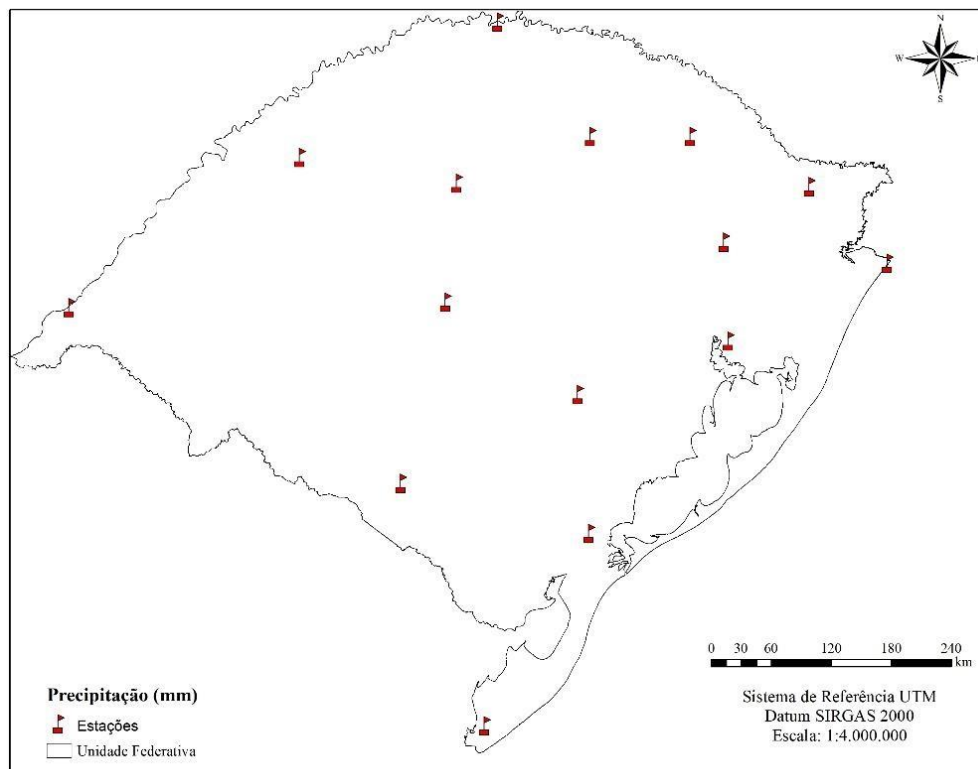 N
W
S
0 30 60 120 180 240
km
Precipitação (mm)
Estações
Unidade Federativa
Sistema de Referência UTM
Datum SIRGAS 2000
Escala: 1:4.000.000